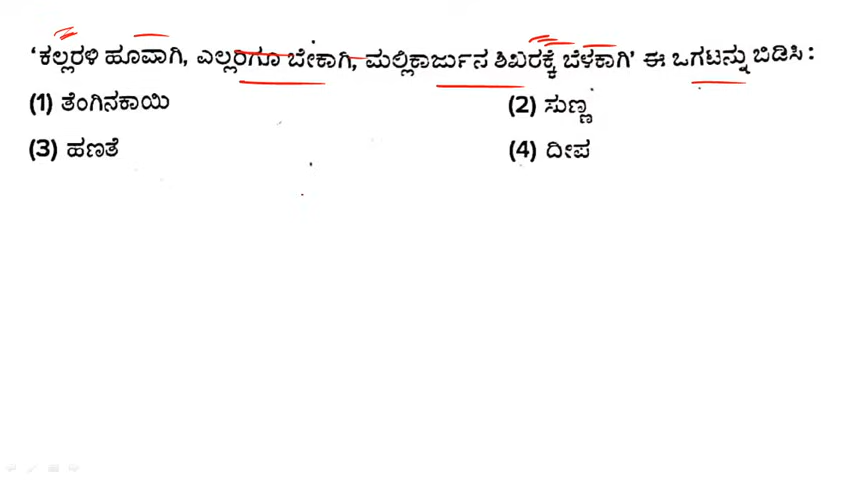 ‘ಕಲ್ಲರಳಿ ಹೂವಾಗಿ, ಎಲ್ಲರಿಗೂ ಬೇಕಾಗಿ, ಮಲ್ಲಿಕಾರ್ಜುನ ಶಿಖರಕ್ಕೆ ಬೆಳಕಾಗಿ’ ಈ ಒಗಟನ್ನು ಬಿಡಿಸಿ :
(1) ತೆಂಗಿನಕಾಯಿ (2) ಸುಣ್ಣ
(3) ಹಣತೆ (4) ದೀಪ